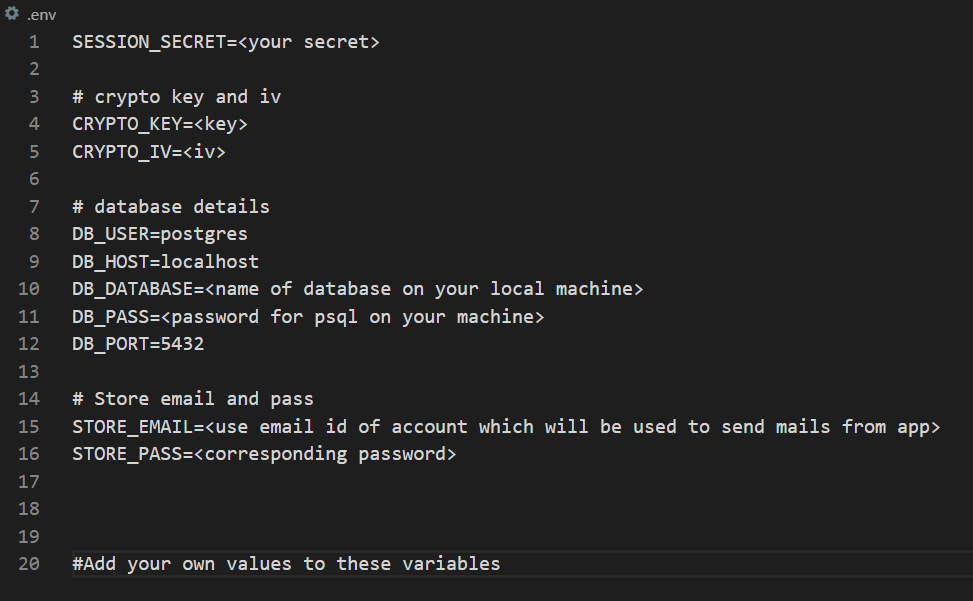 .env
1 SESSION_SECRET=<your secret>
2
3 # crypto key and iv
4 CRYPTO_KEY=<key>
5 CRYPTO_IV=<iv>
6
7 # database details
8 DB_USER=postgres
9 DB_HOST=localhost
10 DB_DATABASE=<name of database on your local machine>
11 DB_PASS=<password for psql on your machine>
12 DB_PORT=5432
13
14 # Store email and pass
15 STORE_EMAIL=<use email id of account which will be used to send mails from app>
16 STORE_PASS=<corresponding password>
17
18
19
20 #Add your own values to these variables